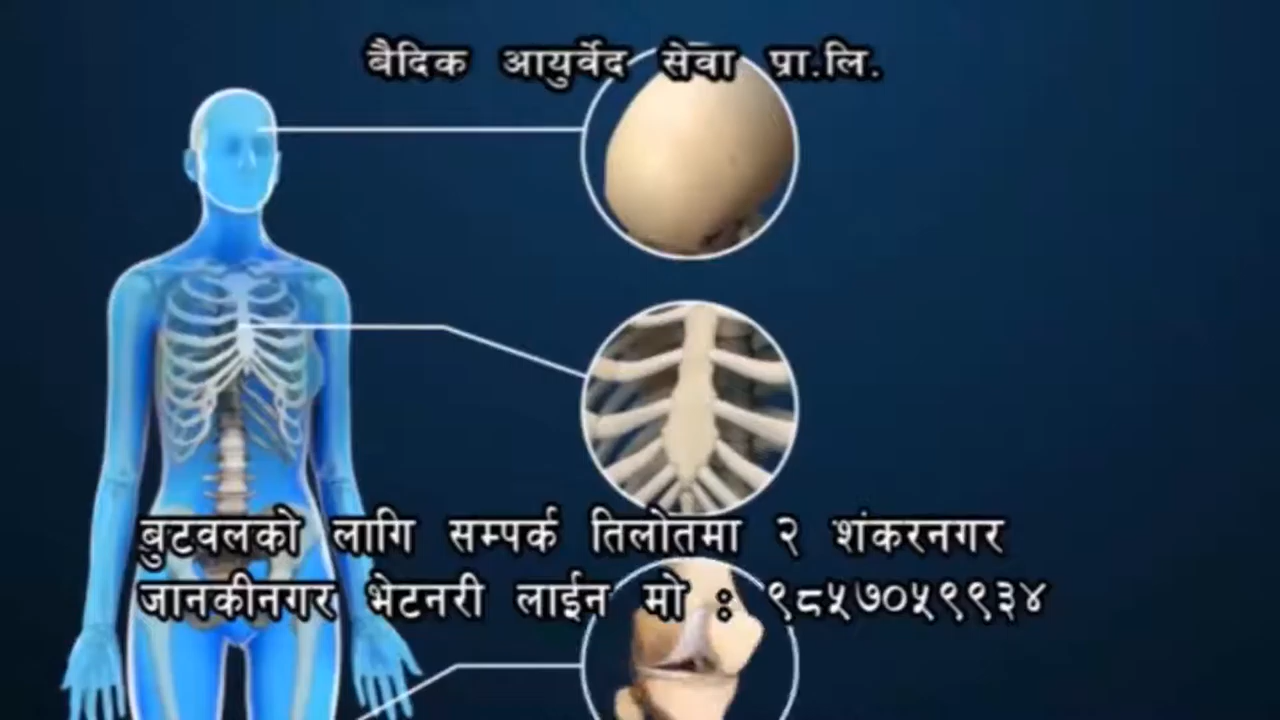 बैदिक आयुर्वेद सेवा प्रा.लि.
बुटवलको लागि सम्पर्क तिलोतमा २ शंकरनगर
जानकीनगर भेटनरी लाईन मो : ९८५७०५९९३४